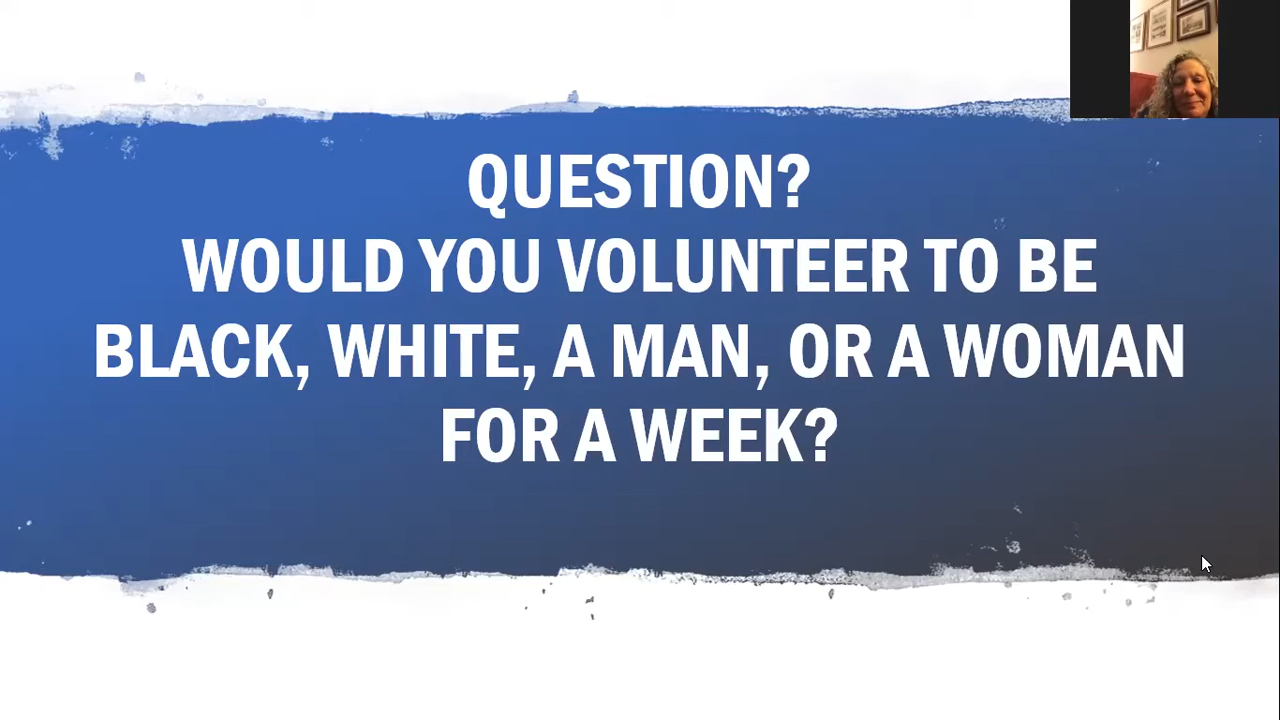 QUESTION?
WOULD YOU VOLUNTEER TO BE
BLACK, WHITE, A MAN, OR A WOMAN
FOR A WEEK?